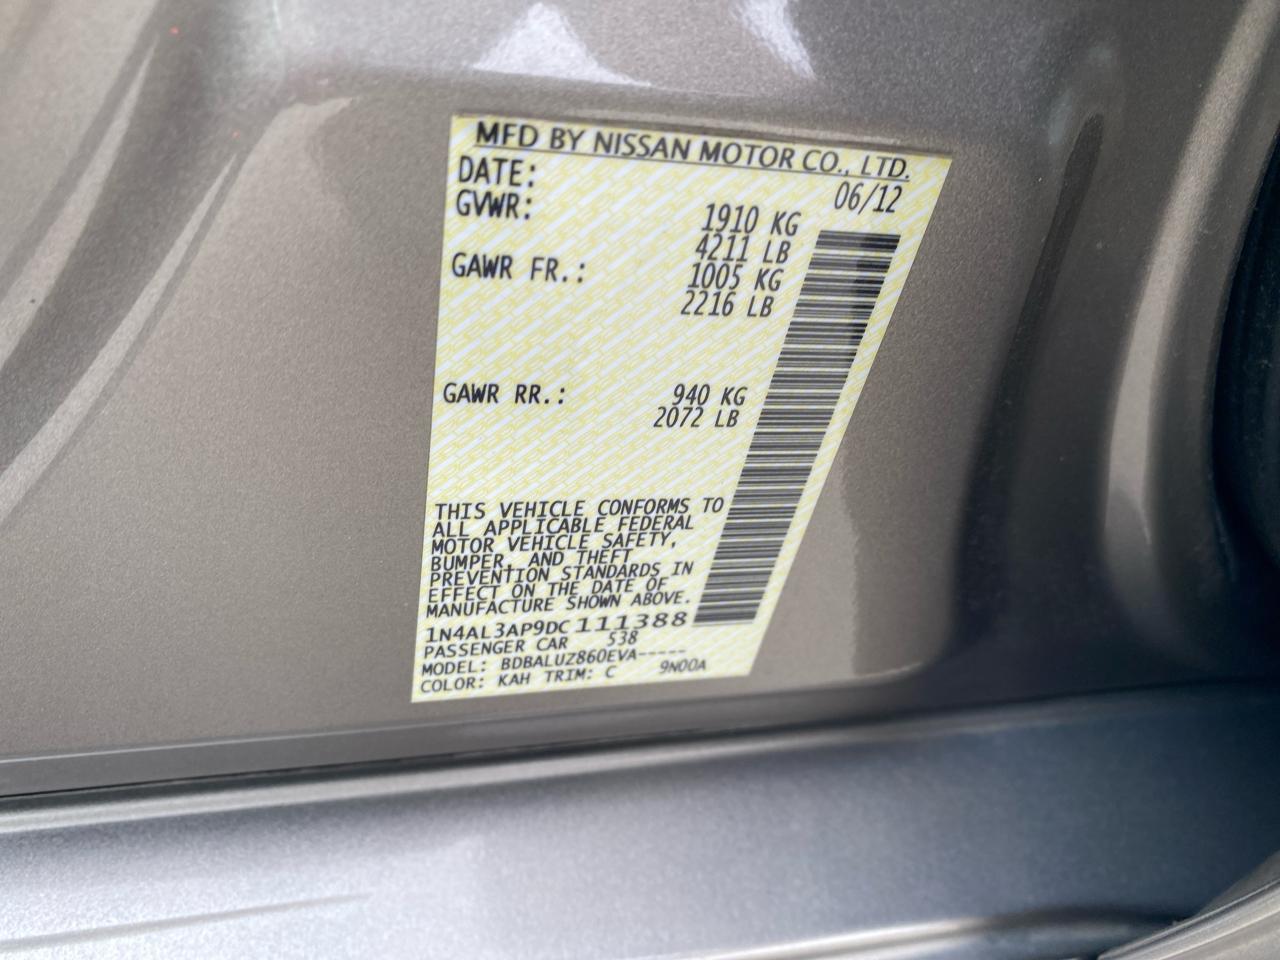 MFD BY NISSAN MOTOR CO., LTD.
DATE: 06/12
GVWR: 1910 KG
4211 LB
GAWR FR.: 1005 KG
2216 LB
GAWR RR.: 940 KG
2072 LB
THIS VEHICLE CONFORMS TO
ALL APPLICABLE FEDERAL
MOTOR VEHICLE SAFETY,
BUMPER, AND THEFT
PREVENTION STANDARDS IN
EFFECT ON THE DATE OF
MANUFACTURE SHOWN ABOVE.
1N4AL3AP9DC111388
PASSENGER CAR 538
MODEL: BDBALUZ860EVA-----
COLOR: KAH TRIM: C 9N00A